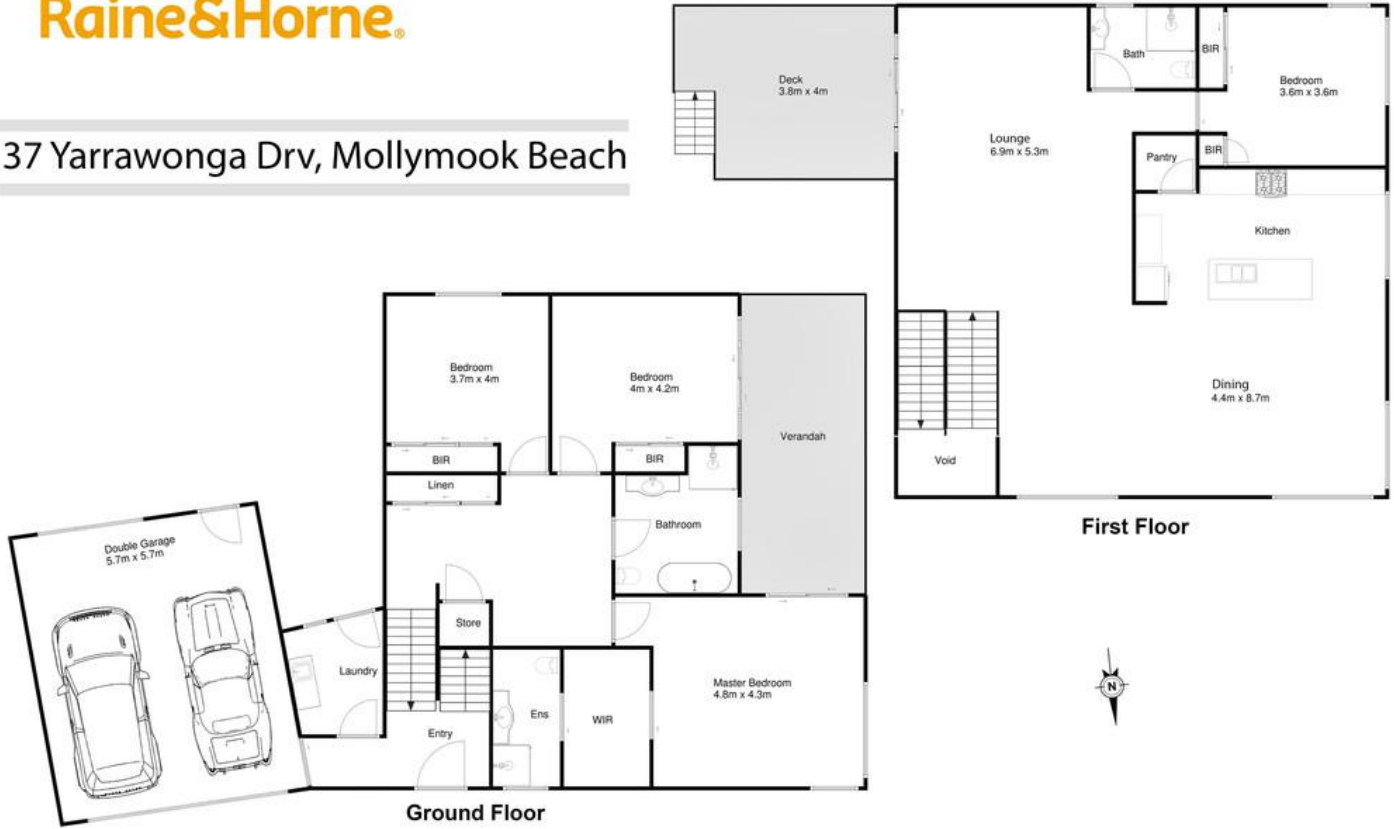 Raine&Horne®
37 Yarrawonga Drv, Mollymook Beach
Deck
3.8m x 4m
Lounge
6.9m x 5.3m
Bath
BIR
Bedroom
3.6m x 3.6m
Pantry
BIR
Kitchen
Dining
4.4m x 8.7m
Void
First Floor
Bedroom
3.7m x 4m
Bedroom
4m x 4.2m
Verandah
BIR
BIR
Linen
Bathroom
Double Garage
5.7m x 5.7m
Store
Laundry
Master Bedroom
4.8m x 4.3m
Ens
WIR
Entry
Ground Floor
N